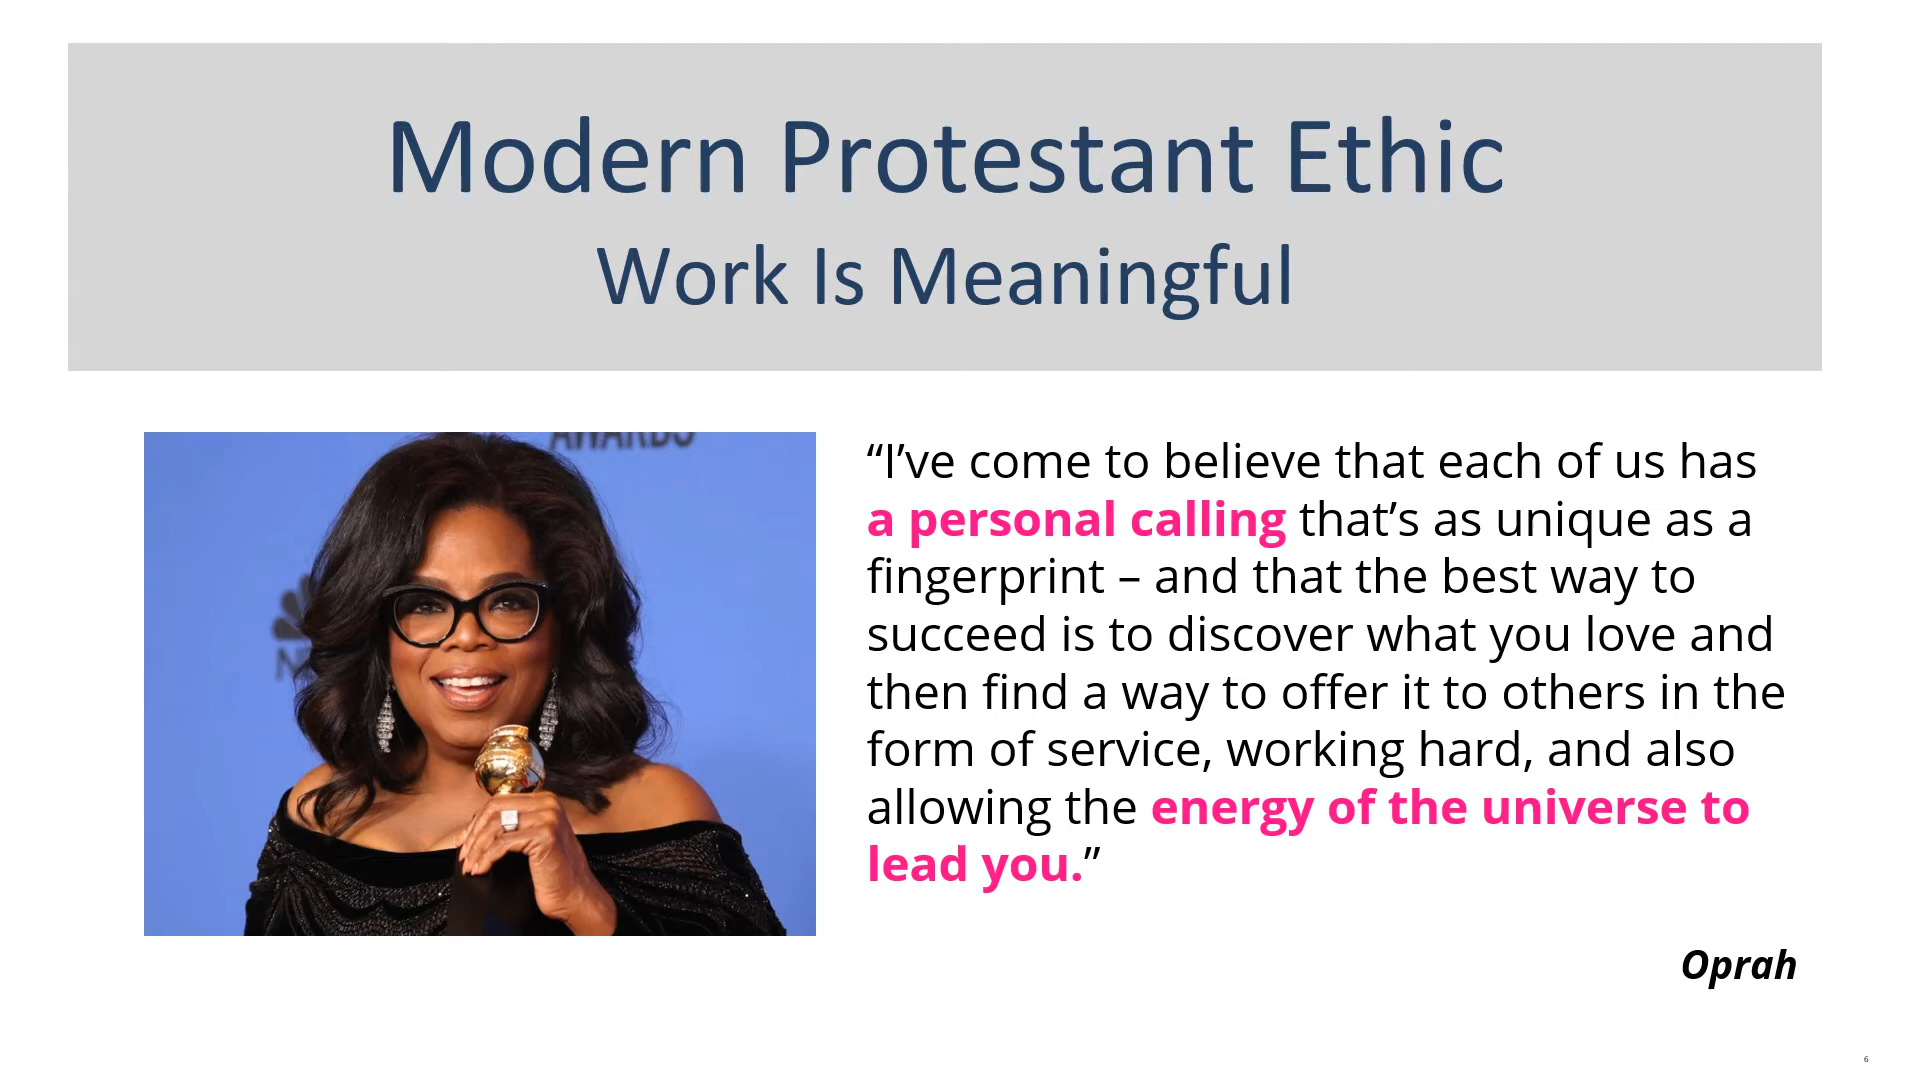 Modern Protestant Ethic
Work Is Meaningful
AWARDS
“I’ve come to believe that each of us has
a personal calling that’s as unique as a
fingerprint – and that the best way to
succeed is to discover what you love and
then find a way to offer it to others in the
form of service, working hard, and also
allowing the energy of the universe to
lead you.”
Oprah
6